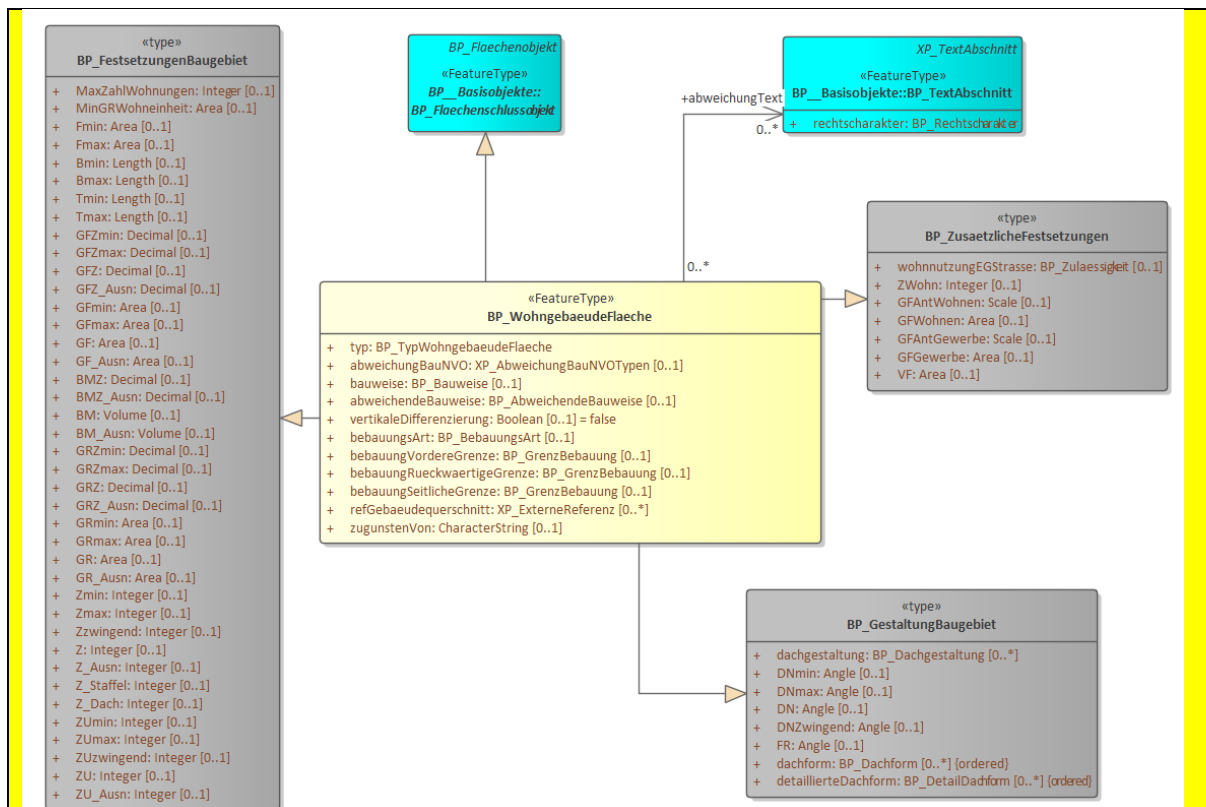 «type»
BP_FestsetzungenBaugebiet
+ MaxZahlWohnungen: Integer [0..1]
+ MinGRWohneinheit: Area [0..1]
+ Fmin: Area [0..1]
+ Fmax: Area [0..1]
+ Bmin: Length [0..1]
+ Bmax: Length [0..1]
+ Tmin: Length [0..1]
+ Tmax: Length [0..1]
+ GFZmin: Decimal [0..1]
+ GFZmax: Decimal [0..1]
+ GFZ: Decimal [0..1]
+ GFZ_Ausn: Decimal [0..1]
+ GFmin: Area [0..1]
+ GFmax: Area [0..1]
+ GF: Area [0..1]
+ GF_Ausn: Area [0..1]
+ BMZ: Decimal [0..1]
+ BMZ_Ausn: Decimal [0..1]
+ BM: Volume [0..1]
+ BM_Ausn: Volume [0..1]
+ GRZmin: Decimal [0..1]
+ GRZmax: Decimal [0..1]
+ GRZ: Decimal [0..1]
+ GRZ_Ausn: Decimal [0..1]
+ GRmin: Area [0..1]
+ GRmax: Area [0..1]
+ GR: Area [0..1]
+ GR_Ausn: Area [0..1]
+ Zmin: Integer [0..1]
+ Zmax: Integer [0..1]
+ Zzwingend: Integer [0..1]
+ Z: Integer [0..1]
+ Z_Ausn: Integer [0..1]
+ Z_Staffel: Integer [0..1]
+ Z_Dach: Integer [0..1]
+ ZUmin: Integer [0..1]
+ ZUmax: Integer [0..1]
+ ZUzwingend: Integer [0..1]
+ ZU: Integer [0..1]
+ ZU_Ausn: Integer [0..1]
BP_Flaechenobjekt
«FeatureType»
BP__Basisobjekte::
BP_Flaechenschlussobjekt
XP_TextAbschnitt
«FeatureType»
BP__Basisobjekte::BP_TextAbschnitt
+ rechtscharakter: BP_Rechtscharakter
+abweichungText
0..*
0..*
«type»
BP_ZusaetzlicheFestsetzungen
+ wohnnutzungEGStrasse: BP_Zulaessigkeit [0..1]
+ ZWohn: Integer [0..1]
+ GFAntWohnen: Scale [0..1]
+ GFWohnen: Area [0..1]
+ GFAntGewerbe: Scale [0..1]
+ GFGewerbe: Area [0..1]
+ VF: Area [0..1]
«FeatureType»
BP_WohngebaeudeFlaeche
+ typ: BP_TypWohngebaeudeFlaeche
+ abweichungBauNVO: XP_AbweichungBauNVOTypen [0..1]
+ bauweise: BP_Bauweise [0..1]
+ abweichendeBauweise: BP_AbweichendeBauweise [0..1]
+ vertikaleDifferenzierung: Boolean [0..1] = false
+ bebauungsArt: BP_BebauungsArt [0..1]
+ bebauungVordereGrenze: BP_GrenzBebauung [0..1]
+ bebauungRueckwaertigeGrenze: BP_GrenzBebauung [0..1]
+ bebauungSeitlicheGrenze: BP_GrenzBebauung [0..1]
+ refGebaeudequerschnitt: XP_ExterneReferenz [0..*]
+ zugunstenVon: CharacterString [0..1]
«type»
BP_GestaltungBaugebiet
+ dachgestaltung: BP_Dachgestaltung [0..*]
+ DNmin: Angle [0..1]
+ DNmax: Angle [0..1]
+ DN: Angle [0..1]
+ DNZwingend: Angle [0..1]
+ FR: Angle [0..1]
+ dachform: BP_Dachform [0..*] {ordered}
+ detaillierteDachform: BP_DetailDachform [0..*] {ordered}